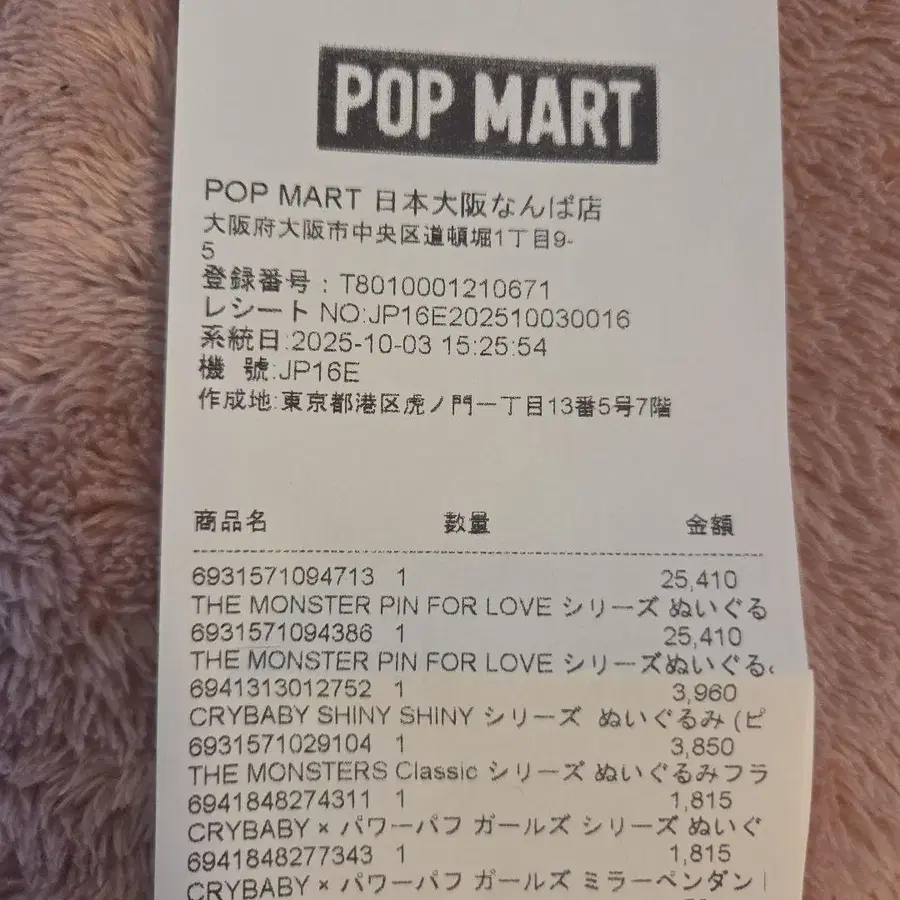 POP MART
POP MART 日本大阪なんば店
大阪府大阪市中央区道頓堀1丁目9-
5
登録番号：T8010001210671
レシート NO:JP16E202510030016
系統日:2025-10-03 15:25:54
機 號:JP16E
作成地:東京都港区虎ノ門一丁目13番5号7階
商品名 数量 金額
6931571094713 1 25,410
THE MONSTER PIN FOR LOVE シリーズ ぬいぐる
6931571094386 1 25,410
THE MONSTER PIN FOR LOVE シリーズぬいぐる
6941313012752 1 3,960
CRYBABY SHINY SHINY シリーズ ぬいぐるみ (ピ
6931571029104 1 3,850
THE MONSTERS Classic シリーズ ぬいぐるみフラ
6941848274311 1 1,815
CRYBABY × パワーパフ ガールズ シリーズ ぬいぐ
6941848277343 1 1,815
CRYBABY × パワーパフ ガールズ ミラーペンダン